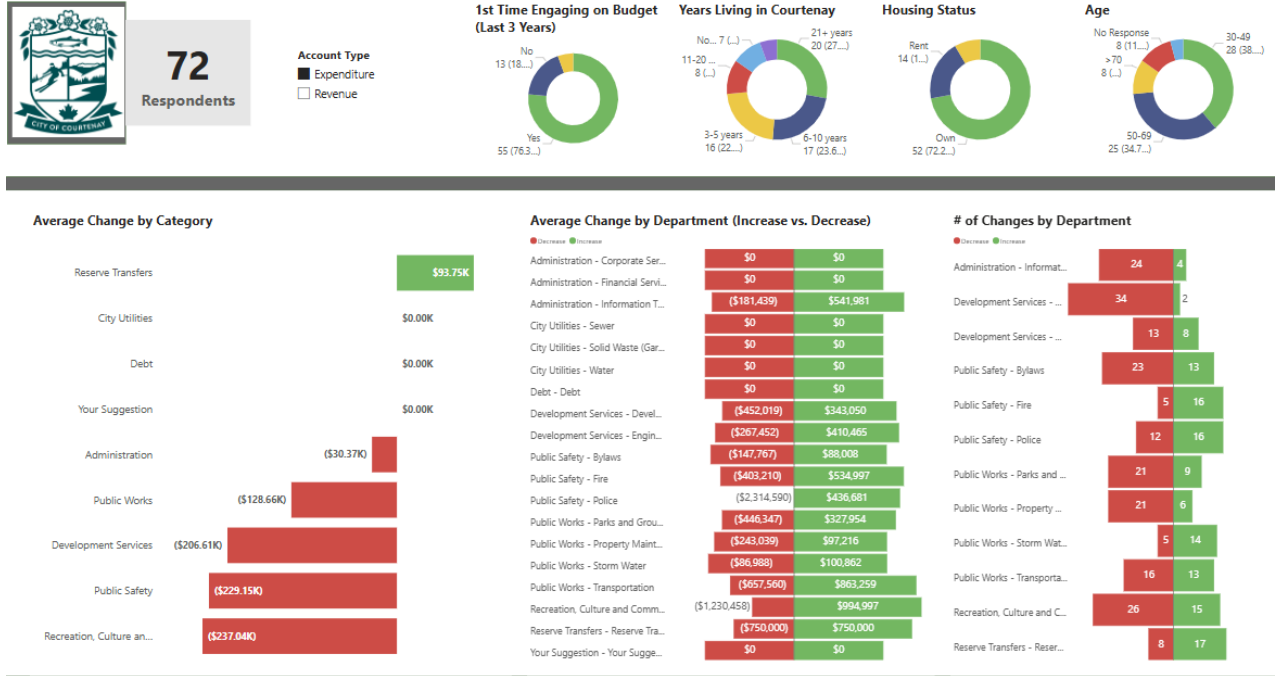 CITY OF COURTENAY
72
Respondents
Account Type
Expenditure
Revenue
1st Time Engaging on Budget
(Last 3 Years)
No
13 (18....)
Yes
55 (76.3...)
Years Living in Courtenay
No... 7 (...)
21+ years
20 (27....)
11-20 ...
8 (...)
3-5 years
16 (22....)
6-10 years
17 (23.6...)
Housing Status
Rent
14 (1...)
Own
52 (72.2...)
Age
No Response
8 (11....)
30-49
28 (38....)
>70
8 (...)
50-69
25 (34.7...)
Average Change by Category
Reserve Transfers $93.75K
City Utilities $0.00K
Debt $0.00K
Your Suggestion $0.00K
Administration ($30.37K)
Public Works ($128.66K)
Development Services ($206.61K)
Public Safety ($229.15K)
Recreation, Culture an... ($237.04K)
Average Change by Department (Increase vs. Decrease)
Decrease Increase
Administration - Corporate Ser... $0 $0
Administration - Financial Servi... $0 $0
Administration - Information T... ($181,439) $541,981
City Utilities - Sewer $0 $0
City Utilities - Solid Waste (Gar... $0 $0
City Utilities - Water $0 $0
Debt - Debt $0 $0
Development Services - Devel... ($452,019) $343,050
Development Services - Engin... ($267,452) $410,465
Public Safety - Bylaws ($147,767) $88,008
Public Safety - Fire ($403,210) $534,997
Public Safety - Police ($2,314,590) $436,681
Public Works - Parks and Grou... ($446,347) $327,954
Public Works - Property Maint... ($243,039) $97,216
Public Works - Storm Water ($86,988) $100,862
Public Works - Transportation ($657,560) $863,259
Recreation, Culture and Comm... ($1,230,458) $994,997
Reserve Transfers - Reserve Tra... ($750,000) $750,000
Your Suggestion - Your Sugge... $0 $0
# of Changes by Department
Decrease Increase
Administration - Informat... 24 4
Development Services - ... 34 2
Development Services - ... 13 8
Public Safety - Bylaws 23 13
Public Safety - Fire 5 16
Public Safety - Police 12 16
Public Works - Parks and ... 21 9
Public Works - Property ... 21 6
Public Works - Storm Wat... 5 14
Public Works - Transporta... 16 13
Recreation, Culture and C... 26 15
Reserve Transfers - Reser... 8 17